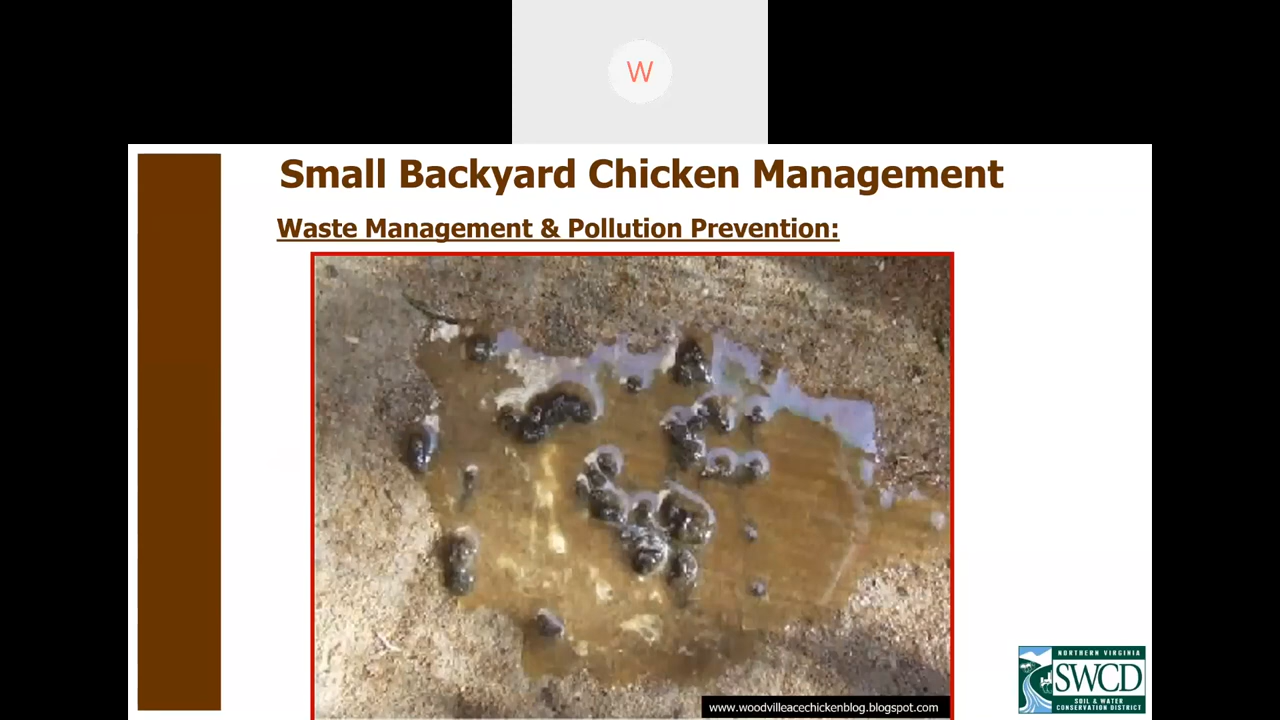 W
Small Backyard Chicken Management
Waste Management & Pollution Prevention:
www.woodvilleacechickenblog.blogspot.com
NORTHERN VIRGINIA
SWCD
SOIL & WATER
CONSERVATION DISTRICT